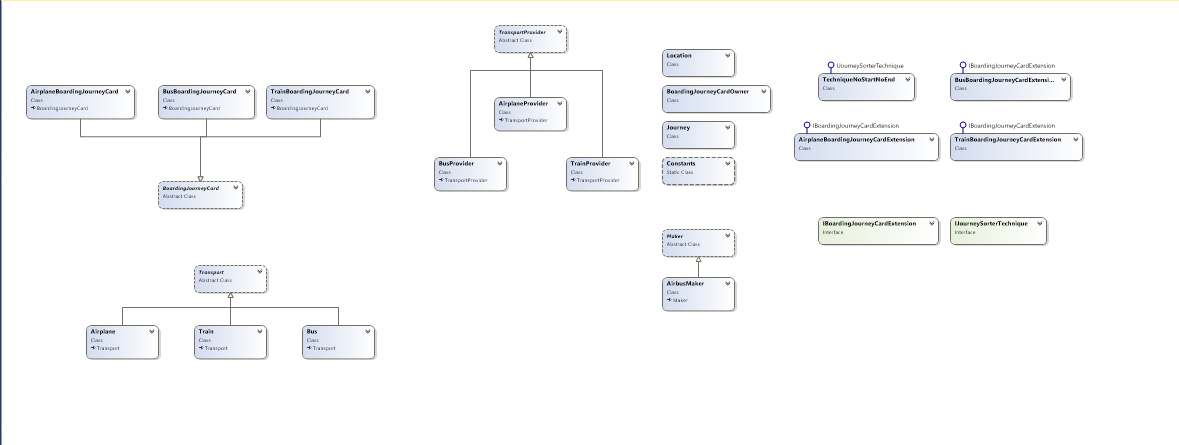 TransportProvider
Abstract Class
AirplaneBoardingJourneyCard
Class
BoardingJourneyCard
BusBoardingJourneyCard
Class
BoardingJourneyCard
TrainBoardingJourneyCard
Class
BoardingJourneyCard
AirplaneProvider
Class
TransportProvider
BusProvider
Class
TransportProvider
TrainProvider
Class
TransportProvider
BoardingJourneyCard
Abstract Class
Transport
Abstract Class
Airplane
Class
Transport
Train
Class
Transport
Bus
Class
Transport
Location
Class
BoardingJourneyCardOwner
Class
Journey
Class
Constants
Static Class
Maker
Abstract Class
AirbusMaker
Class
Maker
IJourneySorterTechnique
TechniqueNoStartNoEnd
Class
IBoardingJourneyCardExtension
BusBoardingJourneyCardExtensi...
Class
IBoardingJourneyCardExtension
AirplaneBoardingJourneyCardExtension
Class
IBoardingJourneyCardExtension
TrainBoardingJourneyCardExtension
Class
IBoardingJourneyCardExtension
Interface
IJourneySorterTechnique
Interface